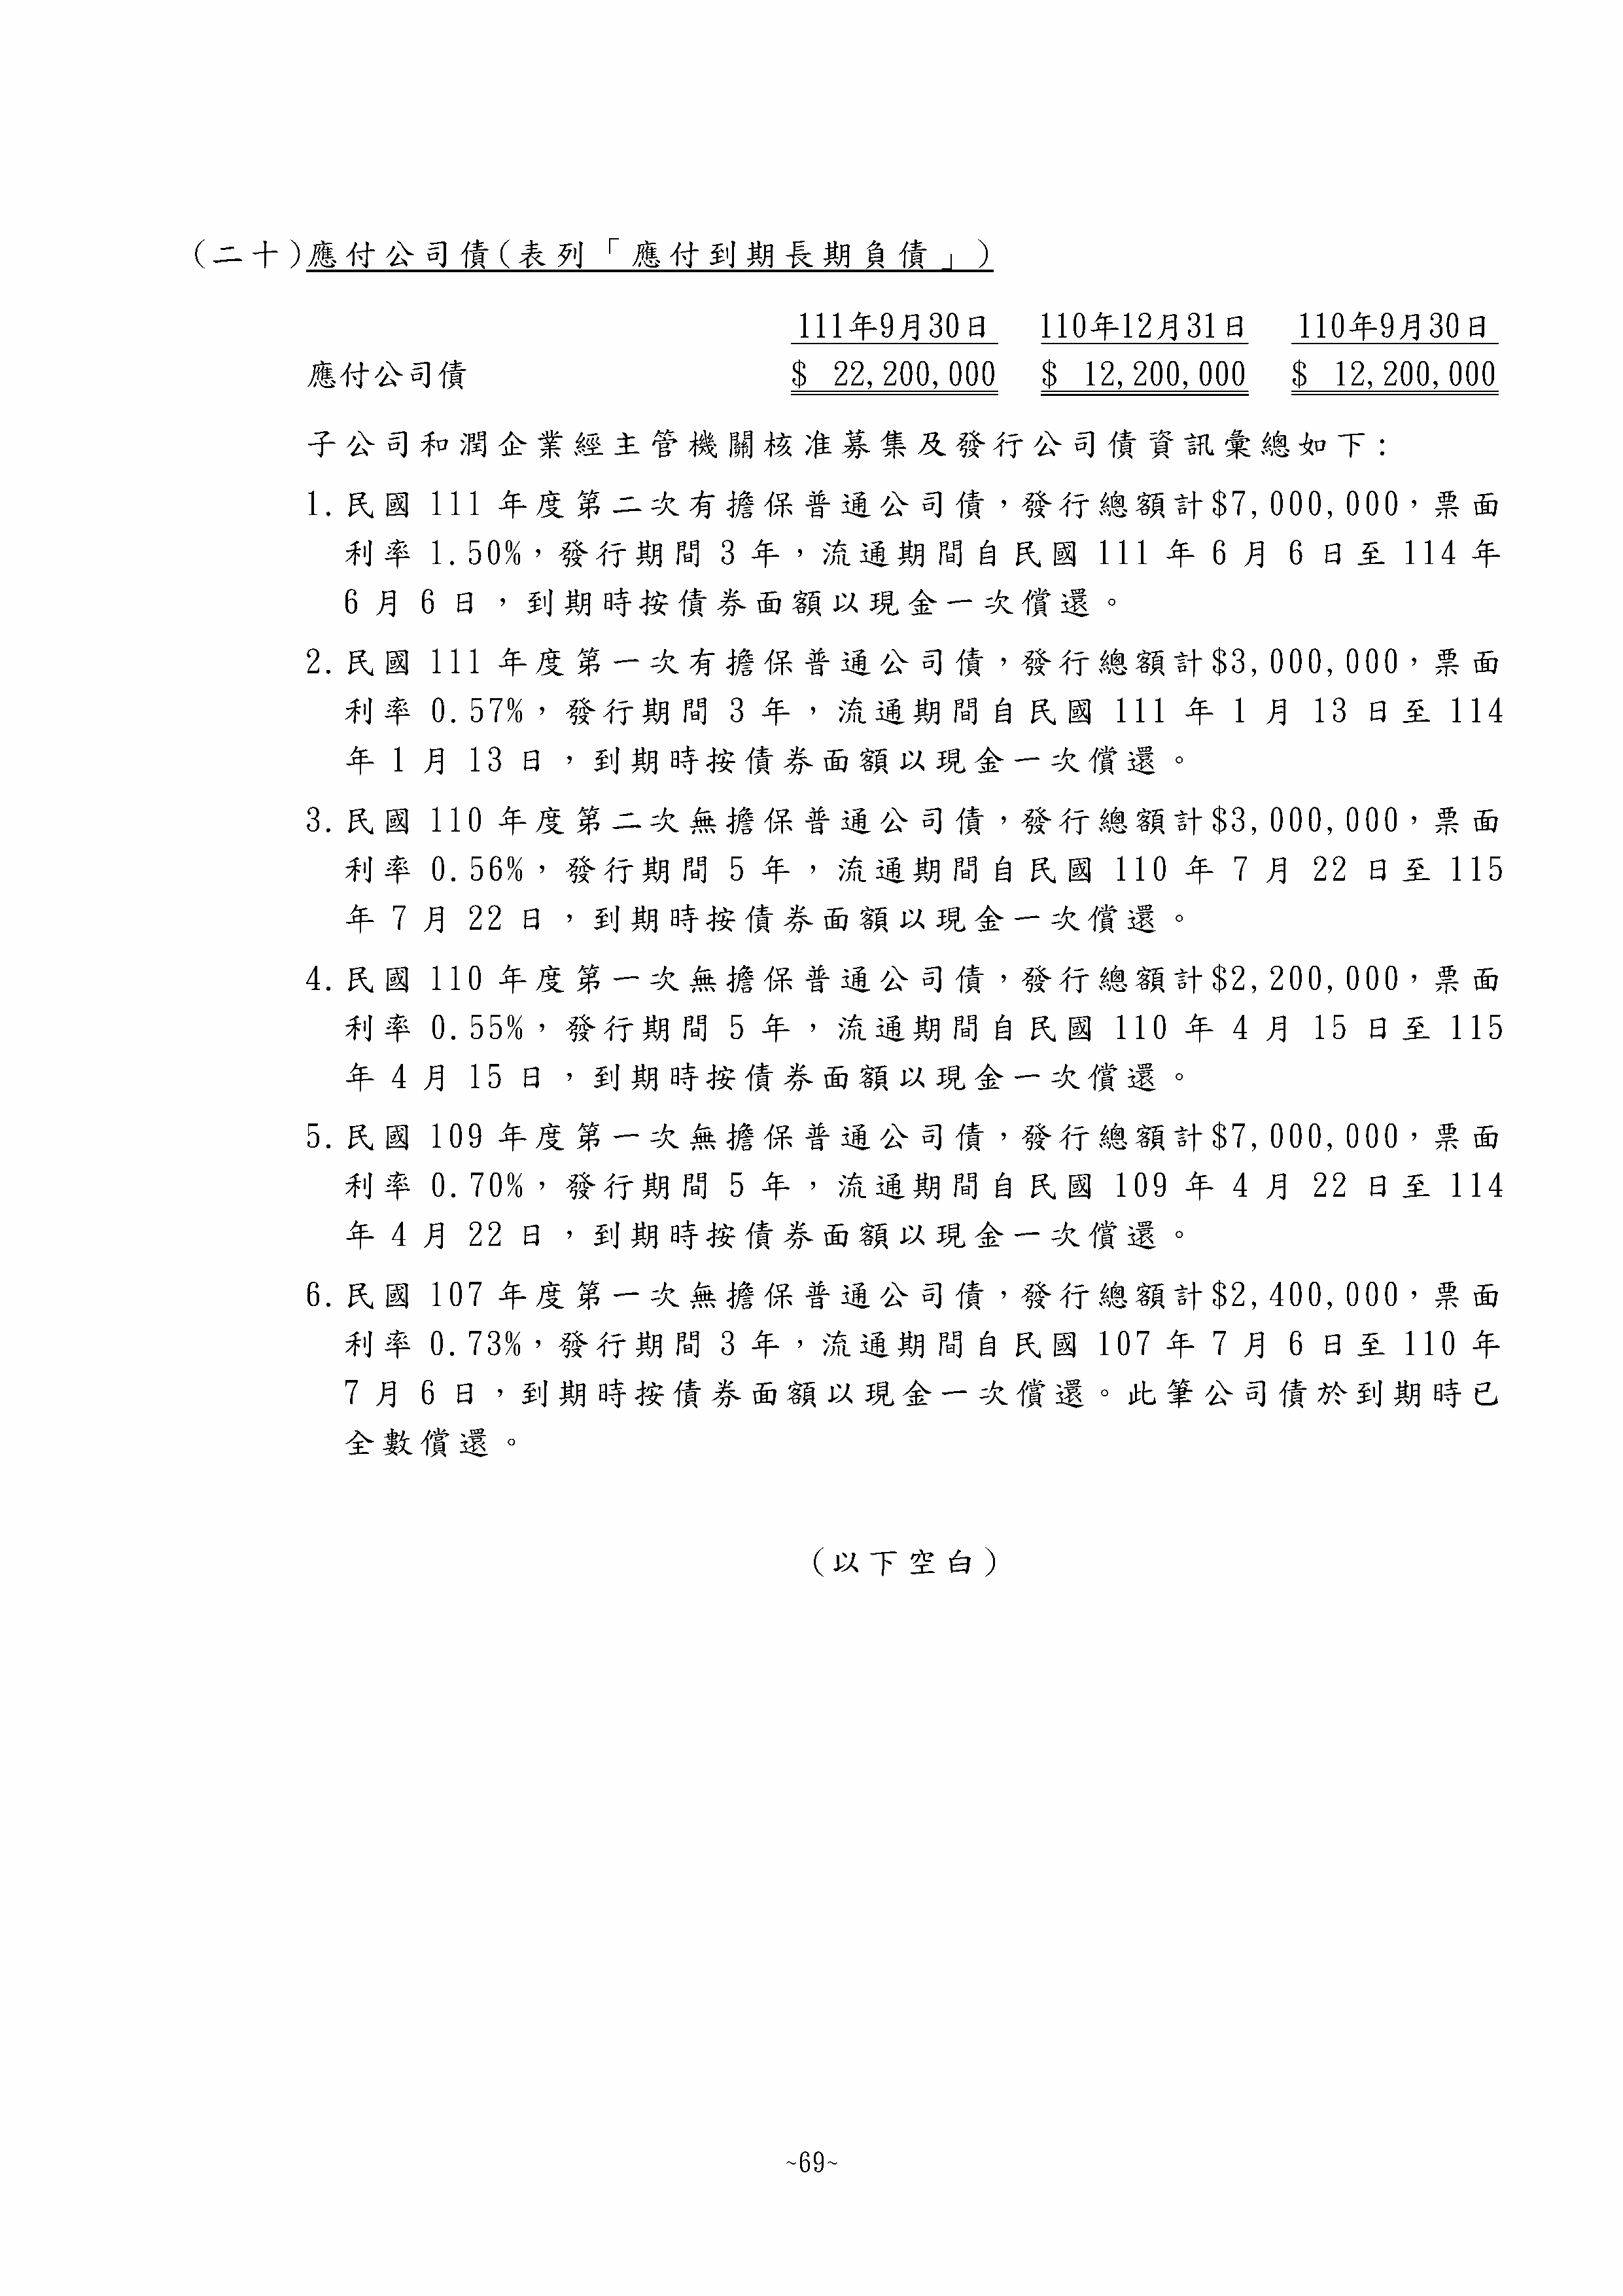 (二十)應付公司債(表列「應付到期長期負債」)
111年9月30日 110年12月31日 110年9月30日
應付公司債 $ 22,200,000 $ 12,200,000 $ 12,200,000
子公司和潤企業經主管機關核准募集及發行公司債資訊彙總如下：
1.民國 111 年度第二次有擔保普通公司債，發行總額計$7,000,000，票面
利率 1.50%，發行期間 3 年，流通期間自民國 111 年 6 月 6 日至 114 年
6 月 6 日，到期時按債券面額以現金一次償還。
2.民國 111 年度第一次有擔保普通公司債，發行總額計$3,000,000，票面
利率 0.57%，發行期間 3 年，流通期間自民國 111 年 1 月 13 日至 114
年 1 月 13 日，到期時按債券面額以現金一次償還。
3.民國 110 年度第二次無擔保普通公司債，發行總額計$3,000,000，票面
利率 0.56%，發行期間 5 年，流通期間自民國 110 年 7 月 22 日至 115
年 7 月 22 日，到期時按債券面額以現金一次償還。
4.民國 110 年度第一次無擔保普通公司債，發行總額計$2,200,000，票面
利率 0.55%，發行期間 5 年，流通期間自民國 110 年 4 月 15 日至 115
年 4 月 15 日，到期時按債券面額以現金一次償還。
5.民國 109 年度第一次無擔保普通公司債，發行總額計$7,000,000，票面
利率 0.70%，發行期間 5 年，流通期間自民國 109 年 4 月 22 日至 114
年 4 月 22 日，到期時按債券面額以現金一次償還。
6.民國 107 年度第一次無擔保普通公司債，發行總額計$2,400,000，票面
利率 0.73%，發行期間 3 年，流通期間自民國 107 年 7 月 6 日至 110 年
7 月 6 日，到期時按債券面額以現金一次償還。此筆公司債於到期時已
全數償還。
(以下空白)
~69~